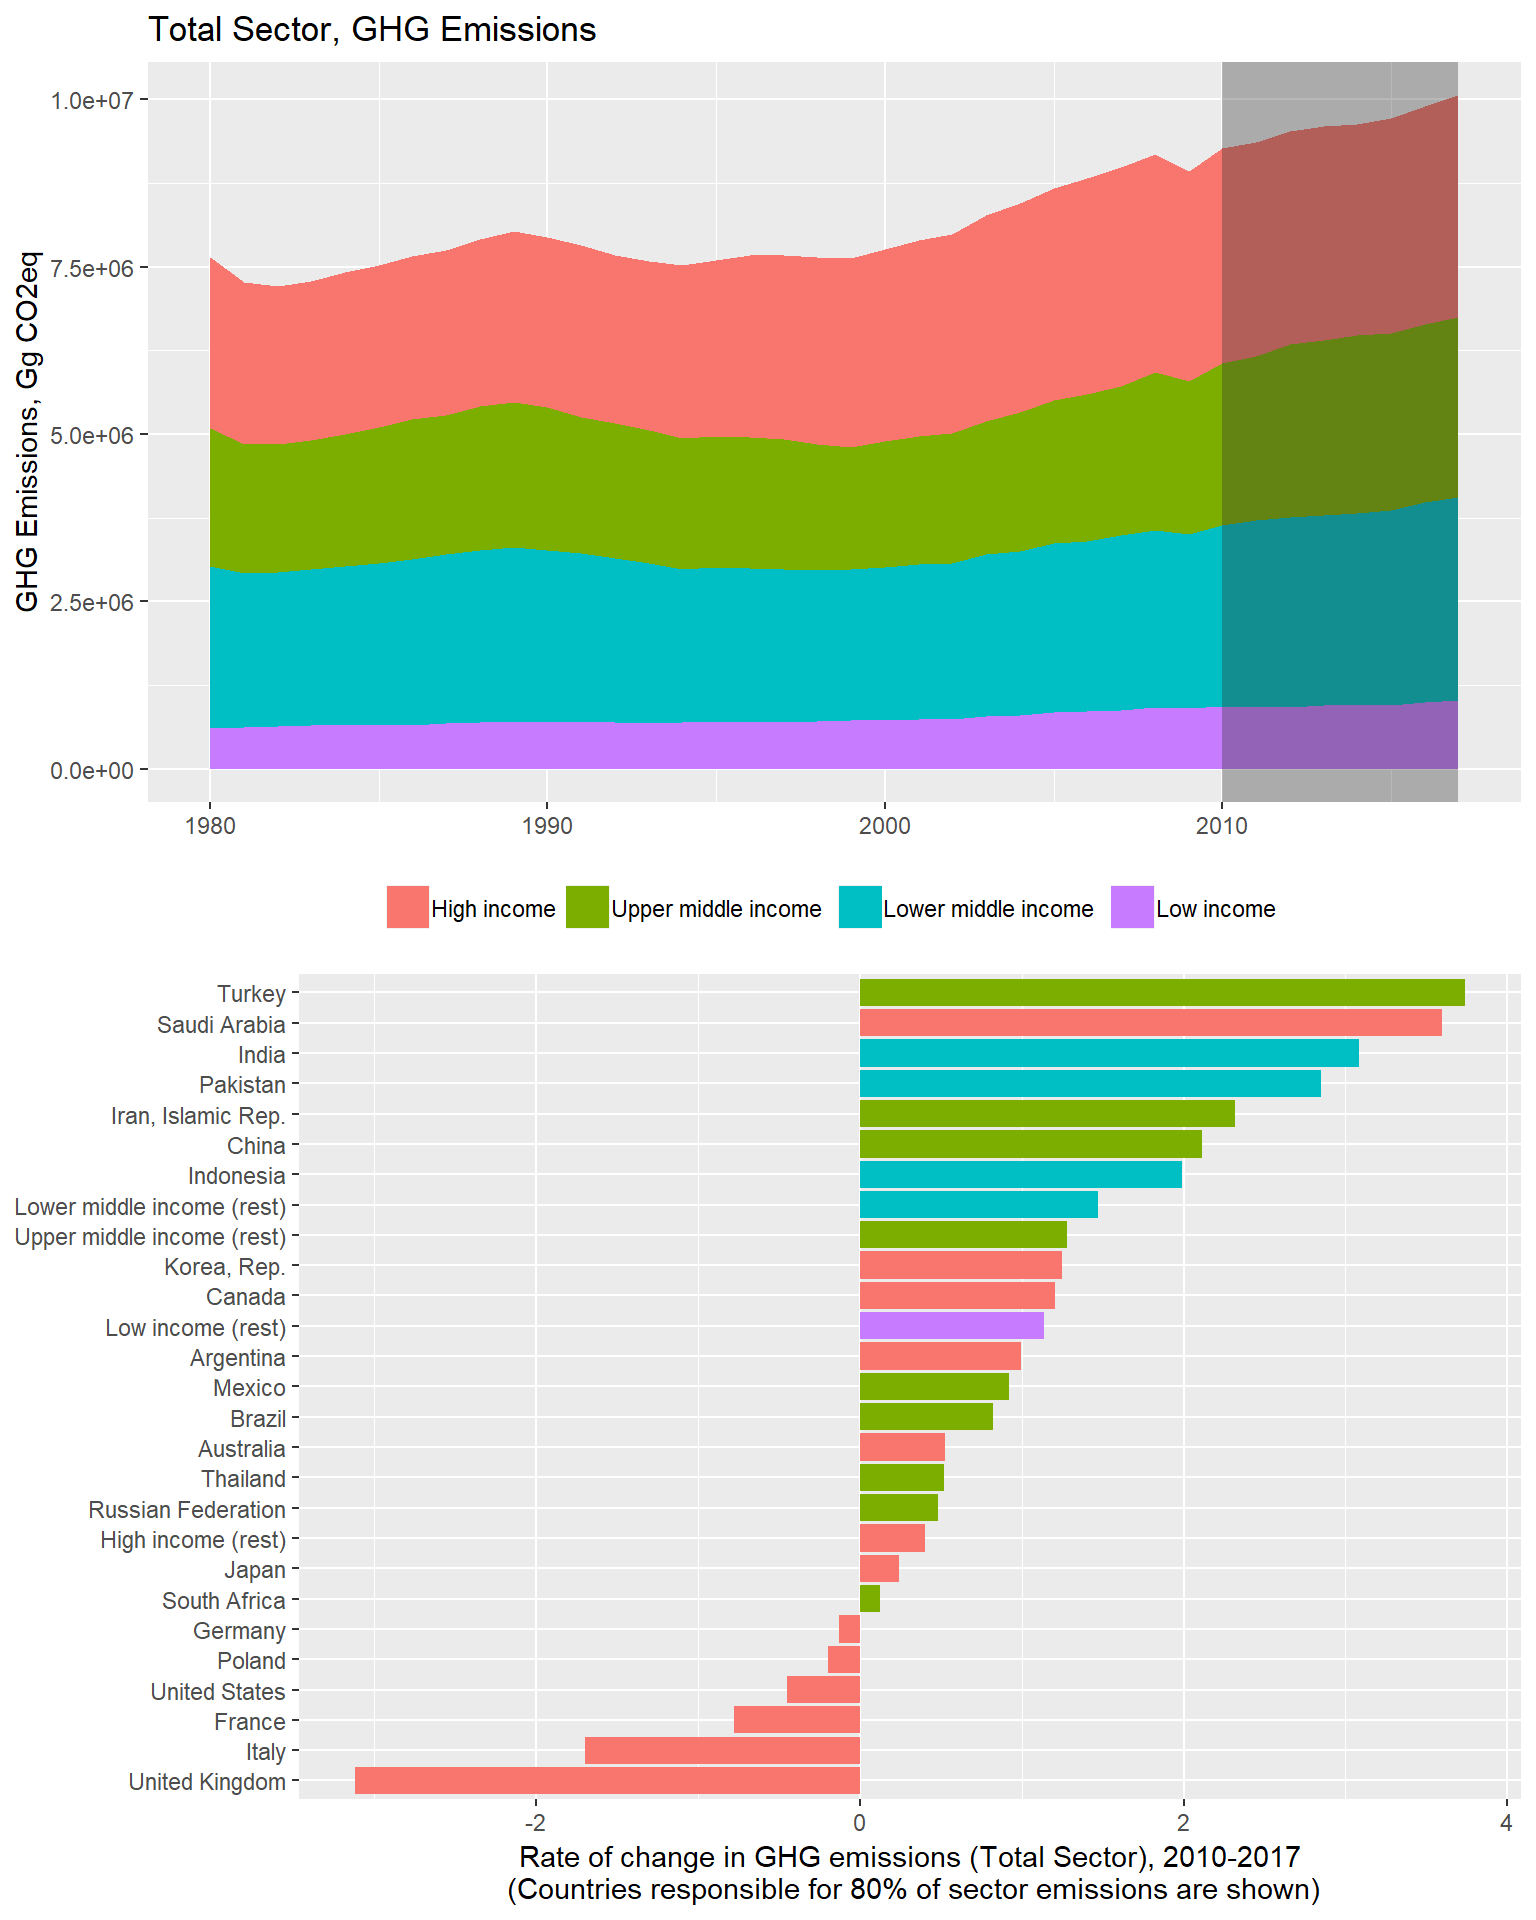 Total Sector, GHG Emissions
GHG Emissions, Gg CO2eq
1.0e+07
7.5e+06
5.0e+06
2.5e+06
0.0e+00
1980 1990 2000 2010
High income Upper middle income Lower middle income Low income
Turkey
Saudi Arabia
India
Pakistan
Iran, Islamic Rep.
China
Indonesia
Lower middle income (rest)
Upper middle income (rest)
Korea, Rep.
Canada
Low income (rest)
Argentina
Mexico
Brazil
Australia
Thailand
Russian Federation
High income (rest)
Japan
South Africa
Germany
Poland
United States
France
Italy
United Kingdom
-2 0 2 4
Rate of change in GHG emissions (Total Sector), 2010-2017
(Countries responsible for 80% of sector emissions are shown)